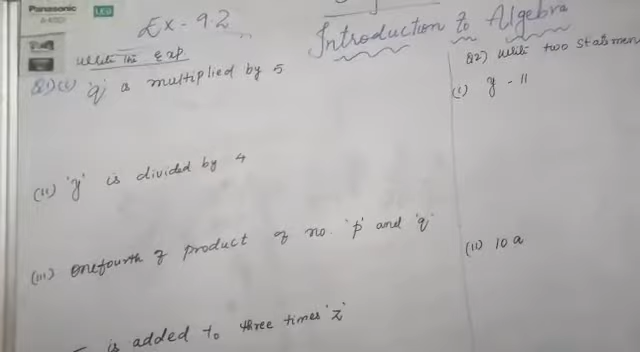 Panasonic
LED
Ex - 9.2
Introduction to Algebra
Write the Exp.
Q1) (i) 'q' is multiplied by 5
(ii) 'y' is divided by 4
(iii) One fourth of product of no. 'p' and 'q'
is added to three times 'z'
Q2) Write two statmen
(i) y - 11
(ii) 10 a